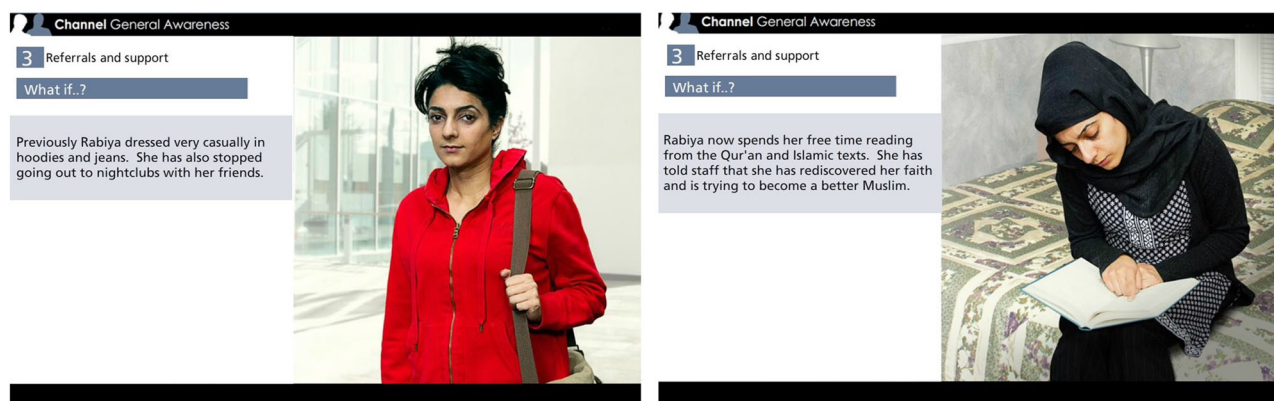 Channel General Awareness
3 Referrals and support
What if..?
Previously Rabiya dressed very casually in
hoodies and jeans.  She has also stopped
going out to nightclubs with her friends.
Channel General Awareness
3 Referrals and support
What if..?
Rabiya now spends her free time reading
from the Qur'an and Islamic texts.  She has
told staff that she has rediscovered her faith
and is trying to become a better Muslim.